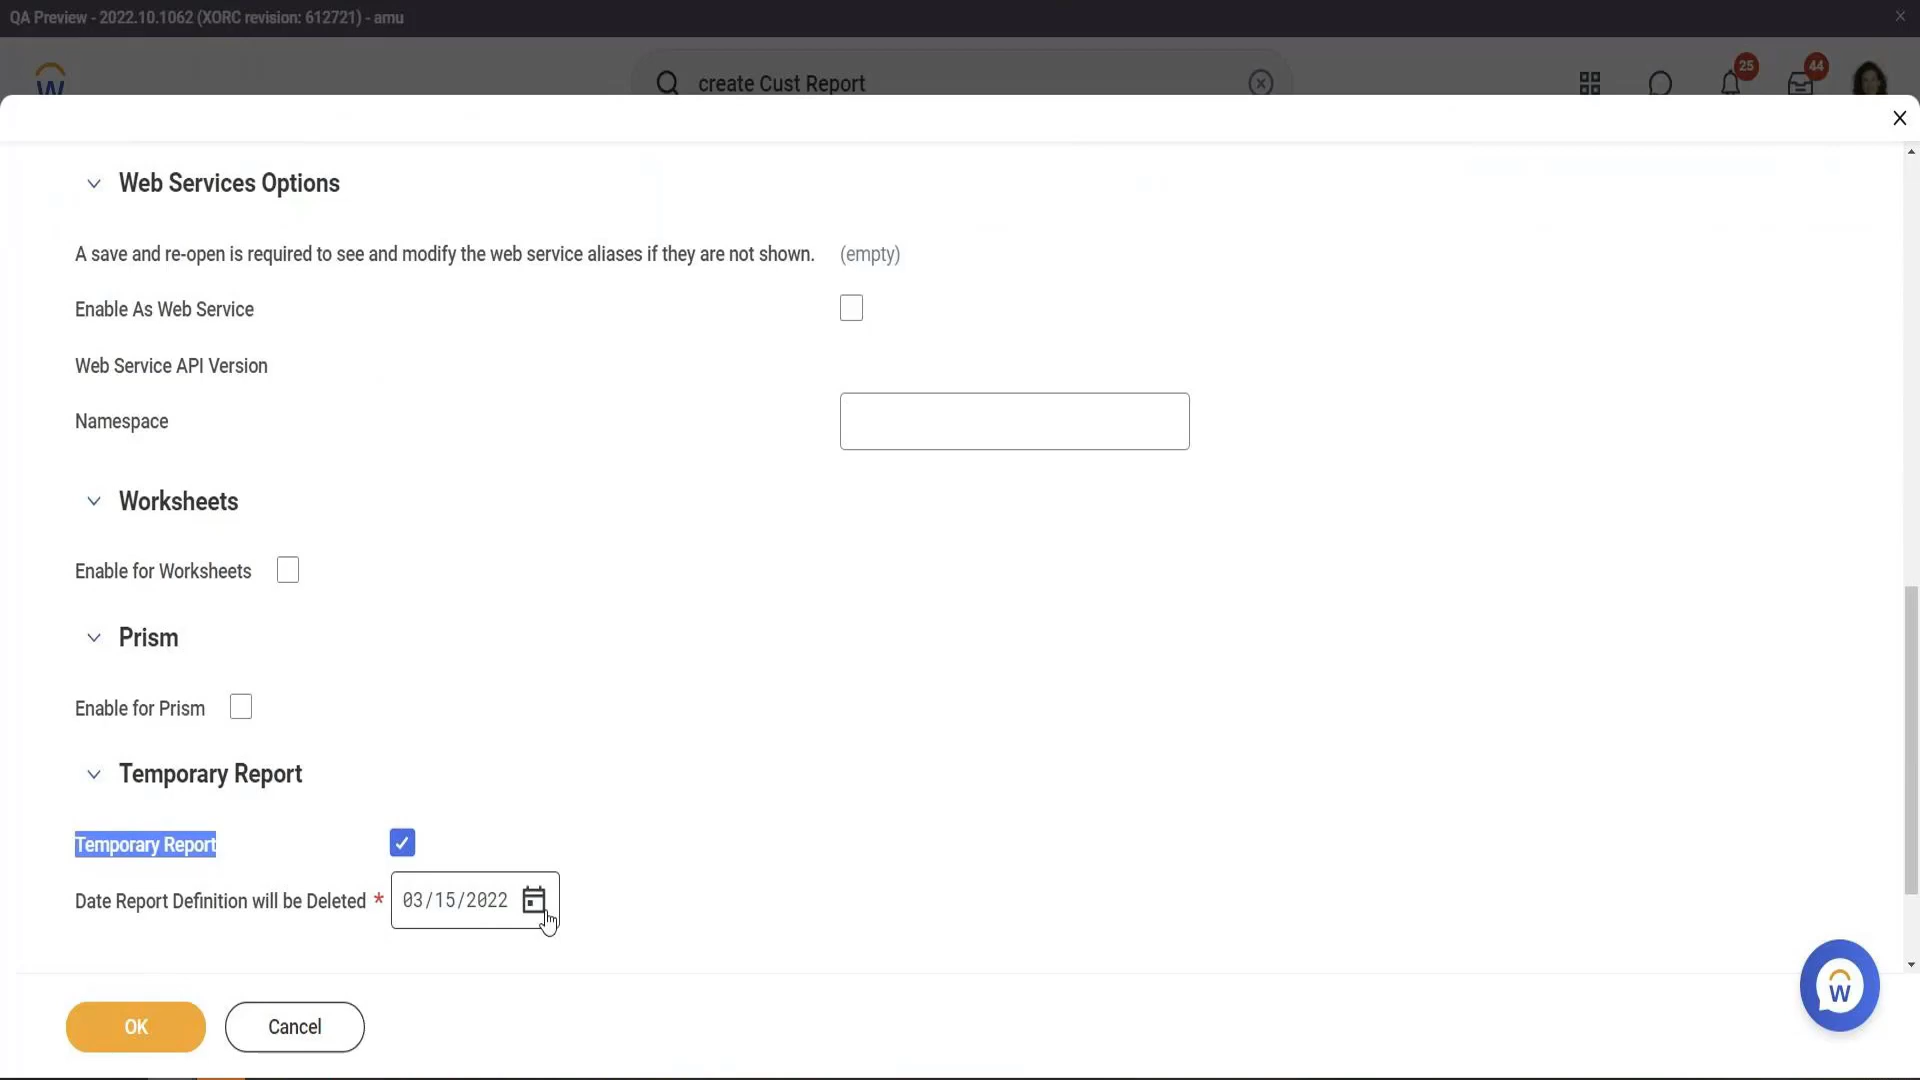 QA Preview - 2022.10.1062 (XORC revision: 612721) - amu
W
create Cust Report
25
44
Web Services Options
A save and re-open is required to see and modify the web service aliases if they are not shown. (empty)
Enable As Web Service
Web Service API Version
Namespace
Worksheets
Enable for Worksheets
Prism
Enable for Prism
Temporary Report
Temporary Report
Date Report Definition will be Deleted * 03/15/2022
W
OK Cancel